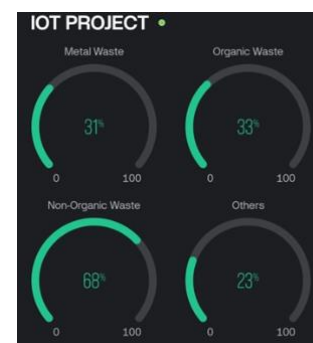 IOT PROJECT
Metal Waste
Organic Waste
31%
33%
0 100
0 100
Non-Organic Waste
Others
68%
23%
0 100
0 100